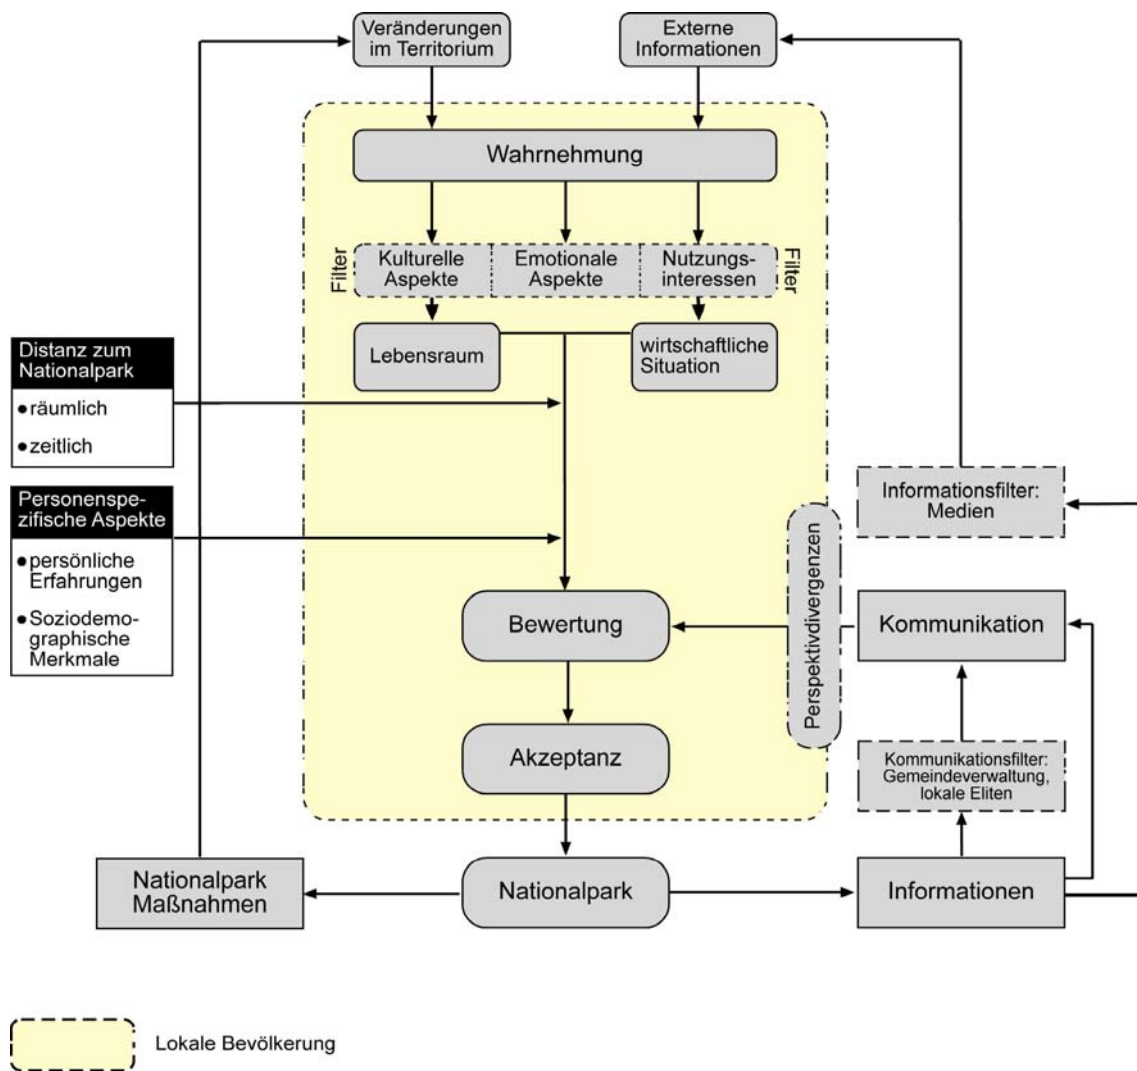 Veränderungen
im Territorium
Externe
Informationen
Wahrnehmung
Filter
Kulturelle
Aspekte
Emotionale
Aspekte
Nutzungs-
interessen
Filter
Lebensraum
wirtschaftliche
Situation
Distanz zum
Nationalpark
● räumlich
● zeitlich
Personenspe-
zifische Aspekte
● persönliche
Erfahrungen
● Soziodemo-
graphische
Merkmale
Informationsfilter:
Medien
Perspektivdivergenzen
Bewertung
Kommunikation
Akzeptanz
Kommunikationsfilter:
Gemeindeverwaltung,
lokale Eliten
Nationalpark
Maßnahmen
Nationalpark
Informationen
Lokale Bevölkerung